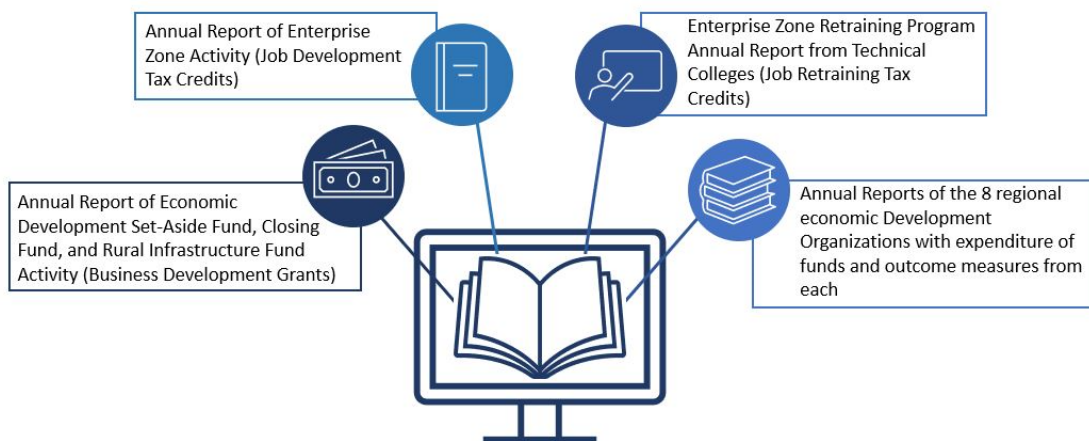 Annual Report of Enterprise
Zone Activity (Job Development
Tax Credits)
Enterprise Zone Retraining Program
Annual Report from Technical
Colleges (Job Retraining Tax
Credits)
Annual Report of Economic
Development Set-Aside Fund, Closing
Fund, and Rural Infrastructure Fund
Activity (Business Development Grants)
Annual Reports of the 8 regional
economic Development
Organizations with expenditure of
funds and outcome measures from
each